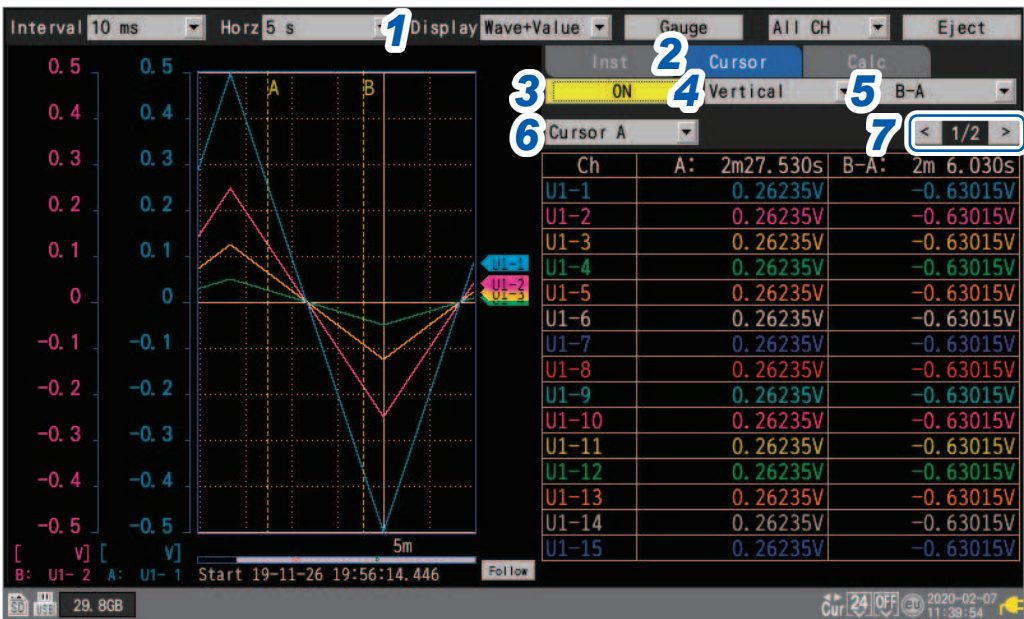 Interval 10 ms Horz 5 s 1 Display Wave+Value Gauge All CH Eject
Inst 2 Cursor Calc
3 ON 4 Vertical 5 B-A
6 Cursor A 7 < 1/2 >
Ch A: 2m27.530s B-A: 2m 6.030s
U1-1 0.26235V -0.63015V
U1-2 0.26235V -0.63015V
U1-3 0.26235V -0.63015V
U1-4 0.26235V -0.63015V
U1-5 0.26235V -0.63015V
U1-6 0.26235V -0.63015V
U1-7 0.26235V -0.63015V
U1-8 0.26235V -0.63015V
U1-9 0.26235V -0.63015V
U1-10 0.26235V -0.63015V
U1-11 0.26235V -0.63015V
U1-12 0.26235V -0.63015V
U1-13 0.26235V -0.63015V
U1-14 0.26235V -0.63015V
U1-15 0.26235V -0.63015V
0.5 0.5
A B
0.4 0.4
0.3 0.3
0.2 0.2
0.1 0.1
U1-1
U1-2
U1-3
0 0
-0.1 -0.1
-0.2 -0.2
-0.3 -0.3
-0.4 -0.4
-0.5 -0.5
5m
[ V] [ V]
B: U1- 2 A: U1- 1 Start 19-11-26 19:56:14.446 Follow
SD USB 29.8GB Cur 24 OFF 2020-02-07
11:39:54